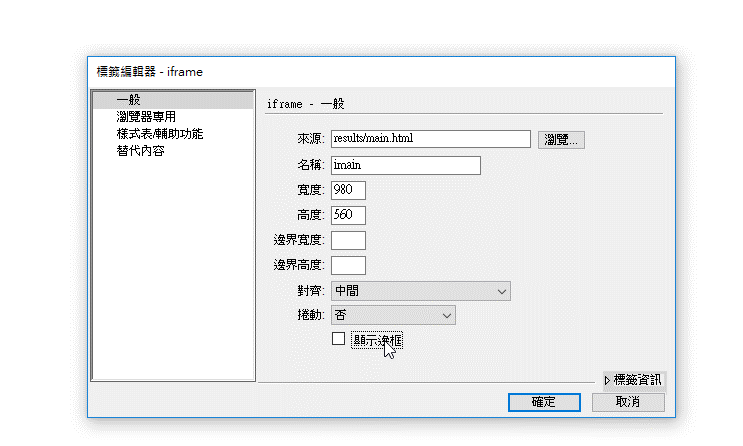 標籤編輯器 - iframe
一般
瀏覽器專用
樣式表/輔助功能
替代內容
iframe - 一般
來源: results/main.html 瀏覽...
名稱: imain
寬度: 980
高度: 560
邊界寬度:
邊界高度:
對齊: 中間
捲動: 否
顯示邊框
標籤資訊
確定 取消